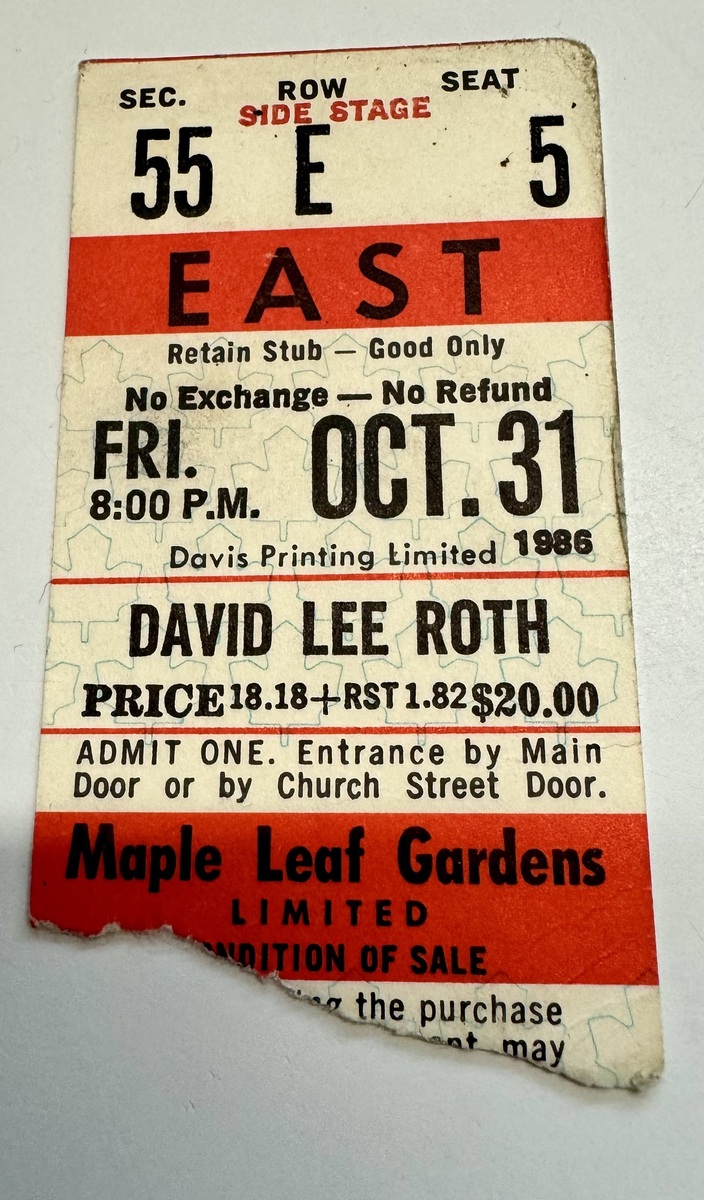 SEC. ROW SEAT
SIDE STAGE
55 E 5
EAST
Retain Stub — Good Only
No Exchange — No Refund
FRI. OCT. 31
8:00 P.M.
Davis Printing Limited 1986
DAVID LEE ROTH
PRICE 18.18+RST 1.82 $20.00
ADMIT ONE. Entrance by Main
Door or by Church Street Door.
Maple Leaf Gardens
LIMITED
OF SALE
the purchase
may